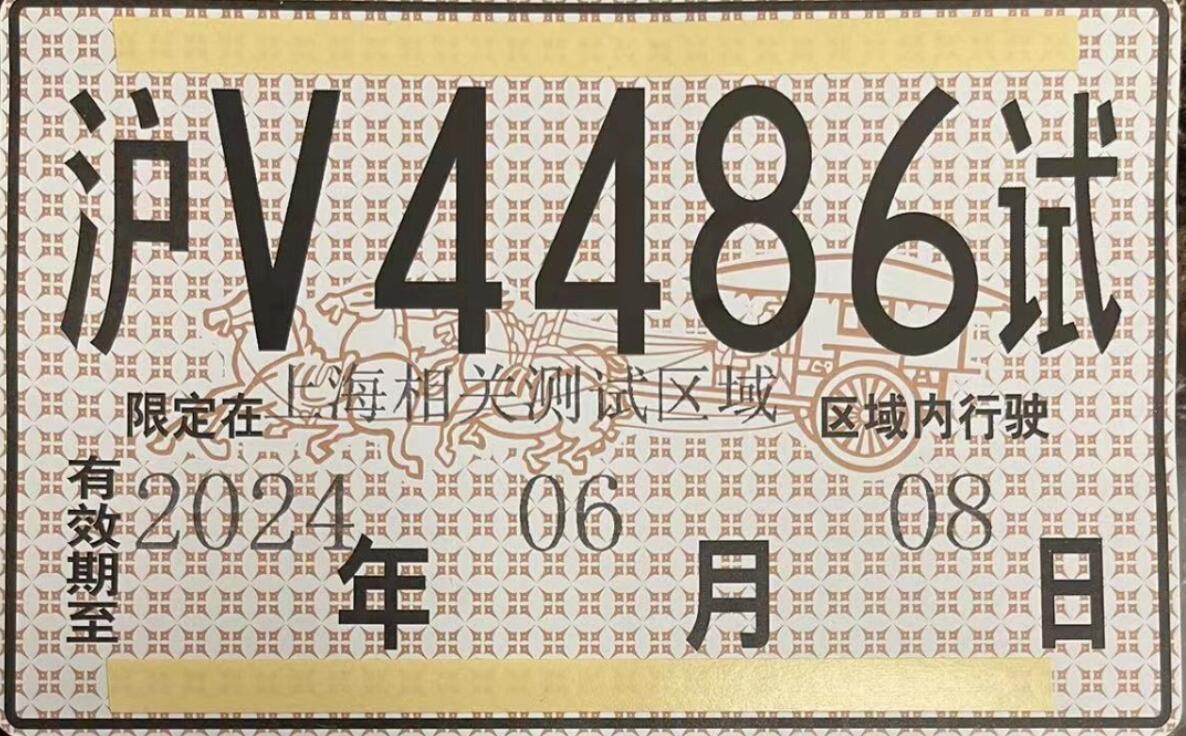 沪V4486试
限定在 上海相关测试区域 区域内行驶
有效期至 2024年 06月 08日